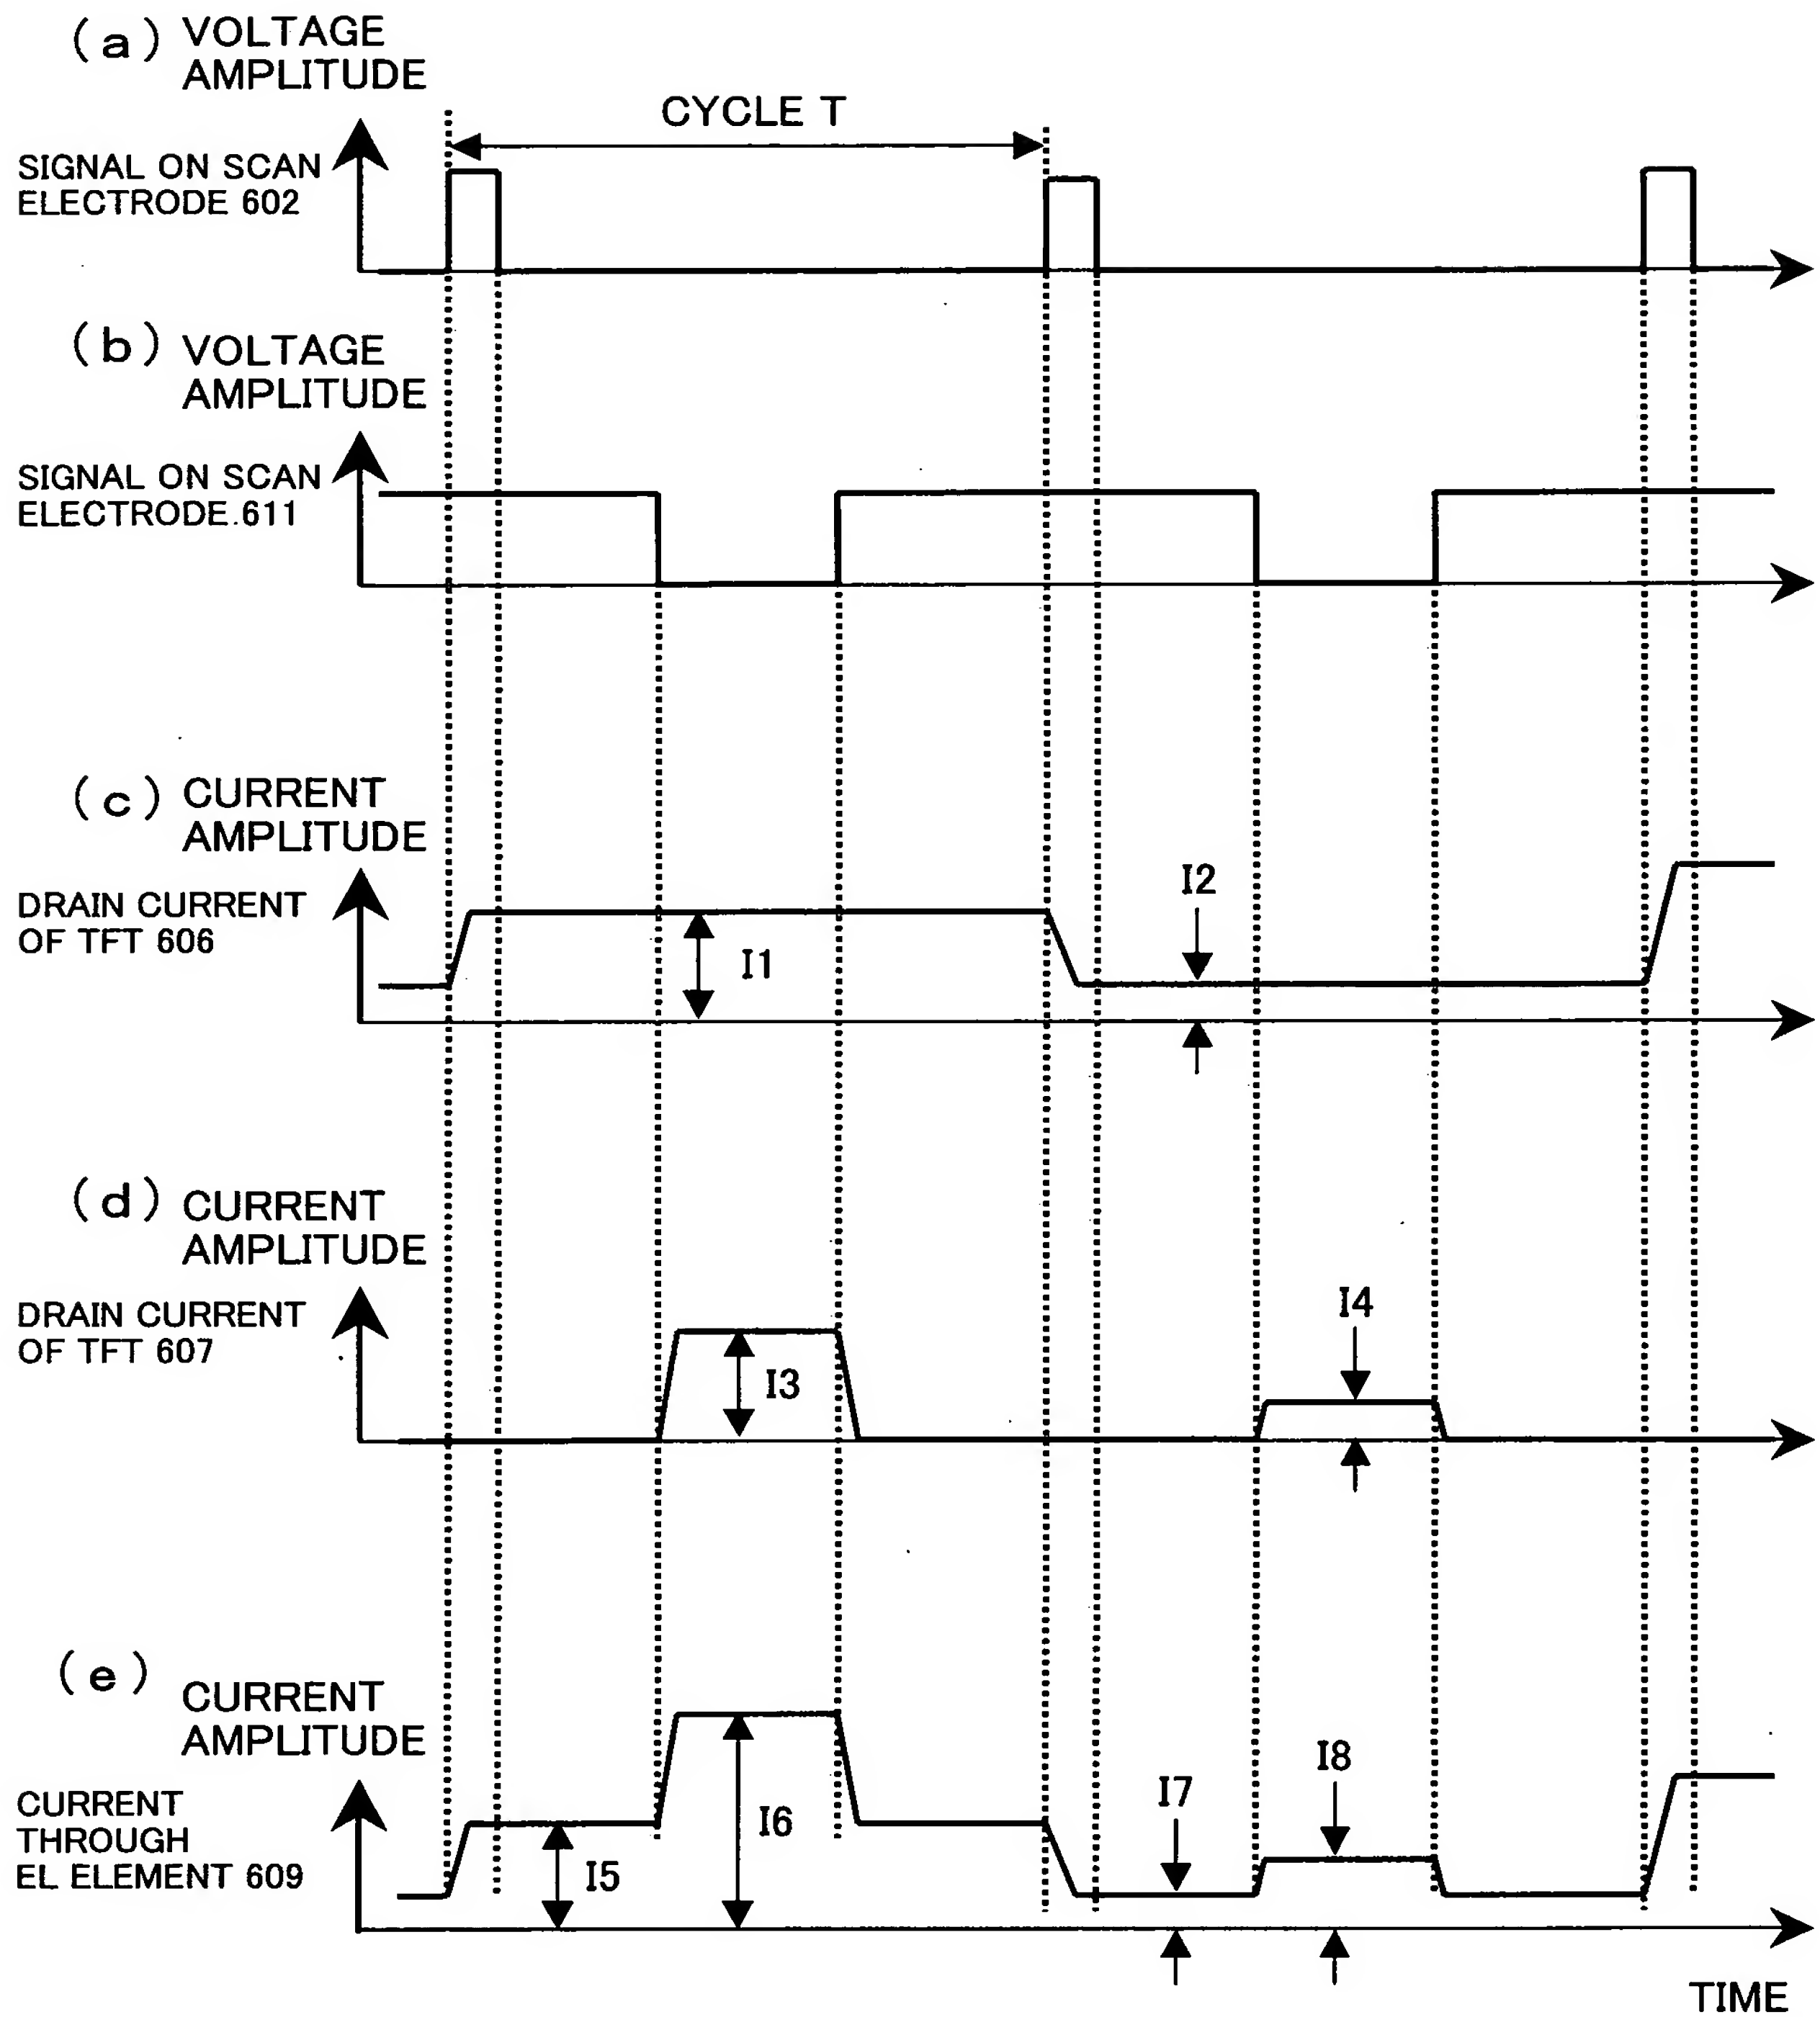 (a) VOLTAGE
AMPLITUDE
CYCLE T
SIGNAL ON SCAN
ELECTRODE 602
(b) VOLTAGE
AMPLITUDE
SIGNAL ON SCAN
ELECTRODE.611
(c) CURRENT
AMPLITUDE
I2
DRAIN CURRENT
OF TFT 606
I1
(d) CURRENT
AMPLITUDE
I4
DRAIN CURRENT
OF TFT 607
I3
(e) CURRENT
AMPLITUDE
I8
I7
I6
CURRENT
THROUGH
EL ELEMENT 609
I5
TIME